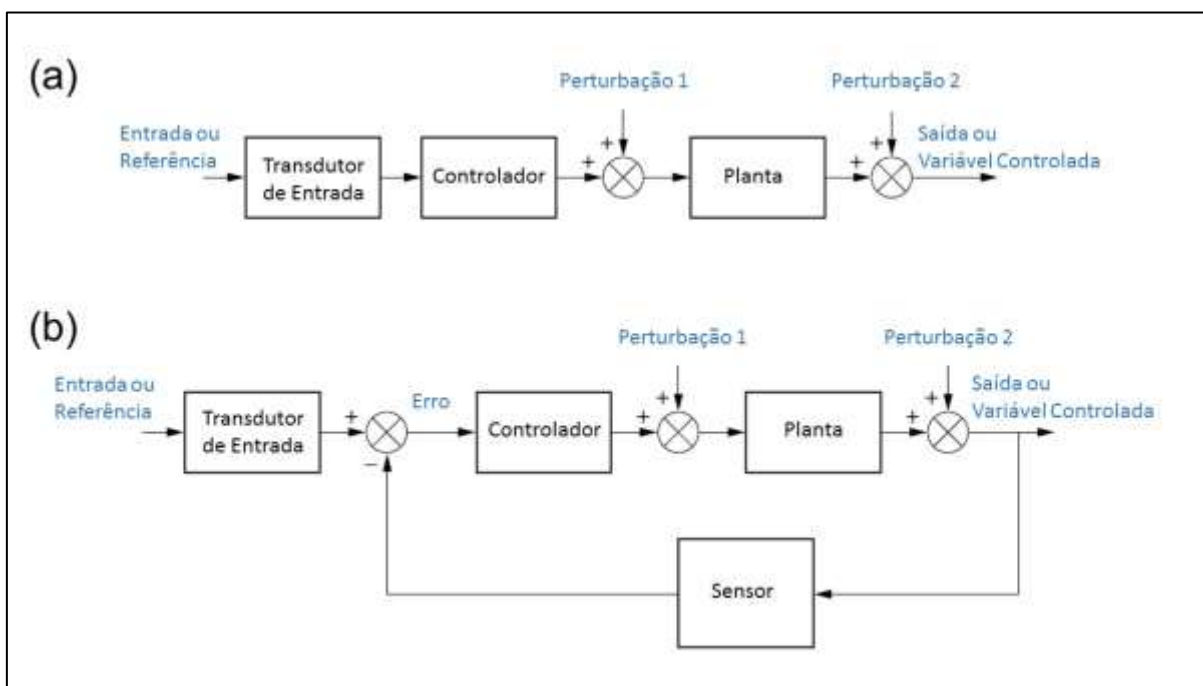 (a)
Perturbação 1
Perturbação 2
Entrada ou
Referência
Transdutor
de Entrada
Controlador
+
+
Planta
+
+
Saída ou
Variável Controlada
(b)
Perturbação 1
Perturbação 2
Entrada ou
Referência
Transdutor
de Entrada
+
−
Erro
Controlador
+
+
Planta
+
+
Saída ou
Variável Controlada
Sensor